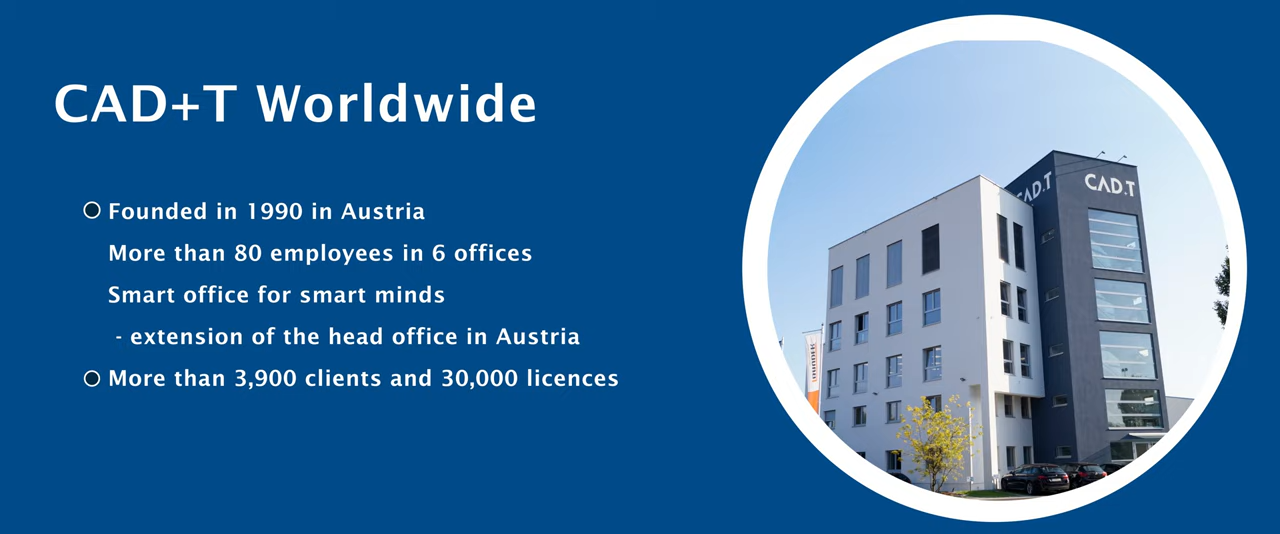 CAD+T Worldwide
Founded in 1990 in Austria
More than 80 employees in 6 offices
Smart office for smart minds
- extension of the head office in Austria
More than 3,900 clients and 30,000 licences
CAD.T
CAD.T